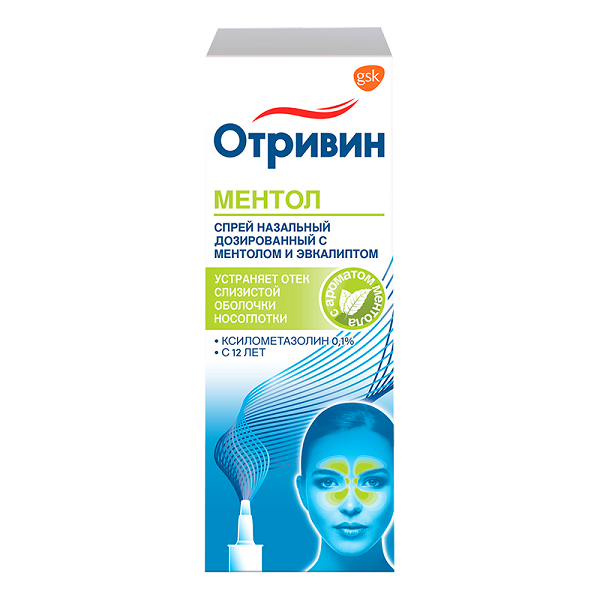 gsk
Отривин
МЕНТОЛ
СПРЕЙ НАЗАЛЬНЫЙ
ДОЗИРОВАННЫЙ С
МЕНТОЛОМ И ЭВКАЛИПТОМ
УСТРАНЯЕТ ОТЕК
СЛИЗИСТОЙ
ОБОЛОЧКИ
НОСОГЛОТКИ
с ароматом ментола
• КСИЛОМЕТАЗОЛИН 0,1%
• С 12 ЛЕТ